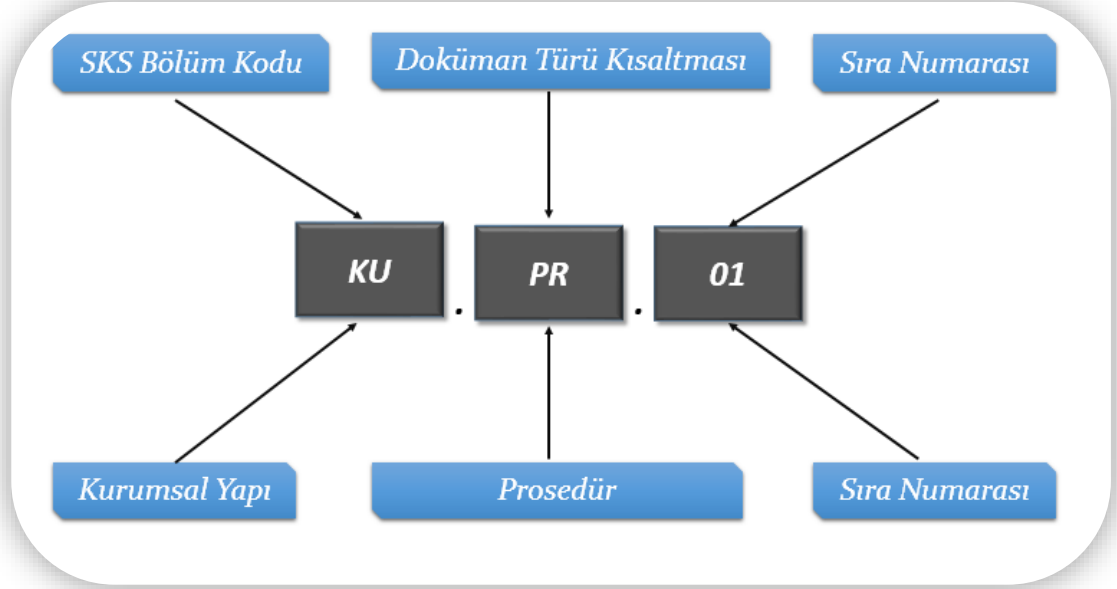 SKS Bölüm Kodu
Doküman Türü Kısaltması
Sıra Numarası
KU . PR . 01
Kurumsal Yapı
Prosedür
Sıra Numarası